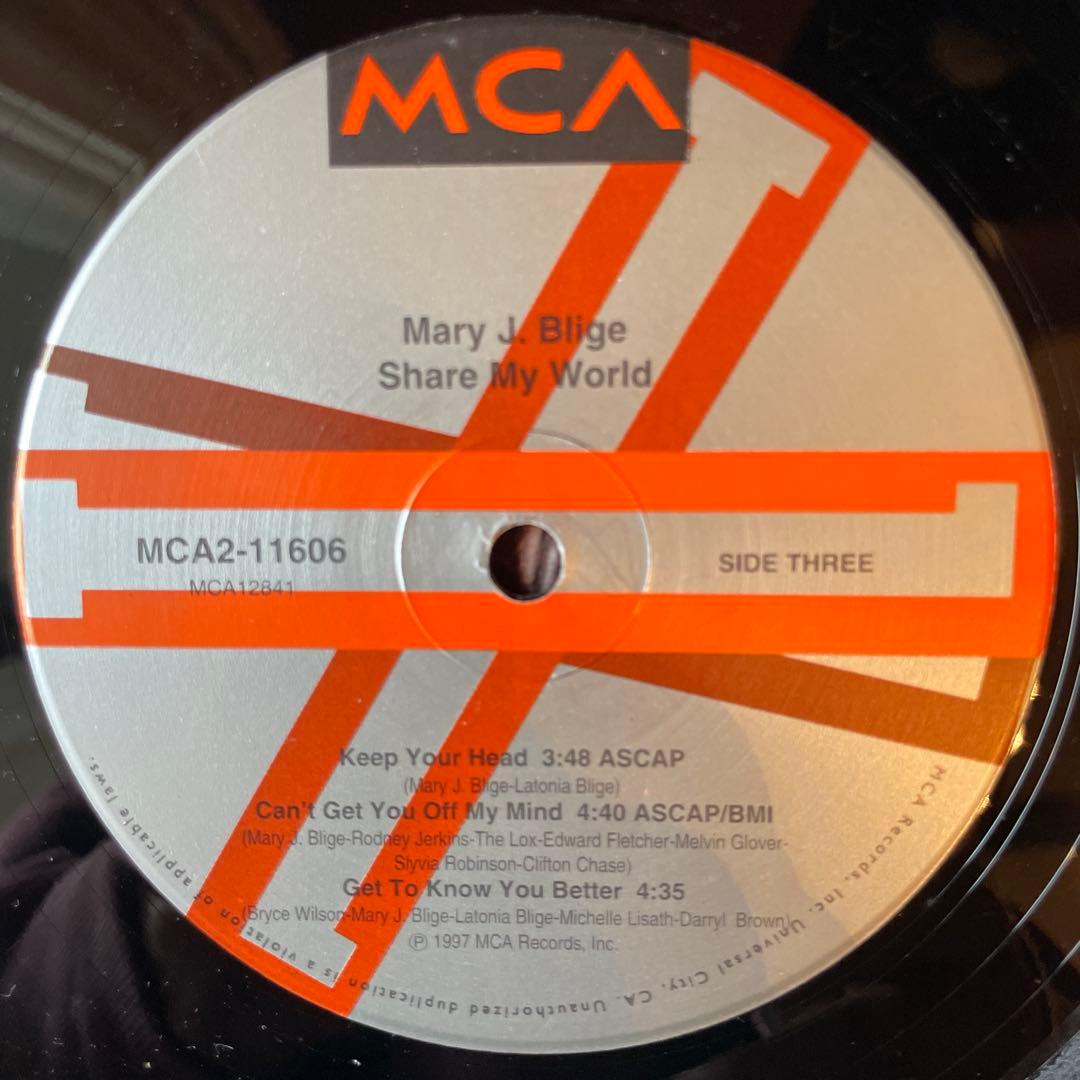 MCA
Mary J. Blige
Share My World
MCA2-11606
MCA12841
SIDE THREE
Keep Your Head 3:48 ASCAP
(Mary J. Blige-Latonia Blige)
Can't Get You Off My Mind 4:40 ASCAP/BMI
(Mary J. Blige-Rodney Jerkins-The Lox-Edward Fletcher-Melvin Glover-
Slyvia Robinson-Clifton Chase)
Get To Know You Better 4:35
(Bryce Wilson-Mary J. Blige-Latonia Blige-Michelle Lisath-Darryl Brown)
℗ 1997 MCA Records, Inc.
MCA Records, Inc. Universal City, CA. Unauthorized duplication is a violation of applicable laws.